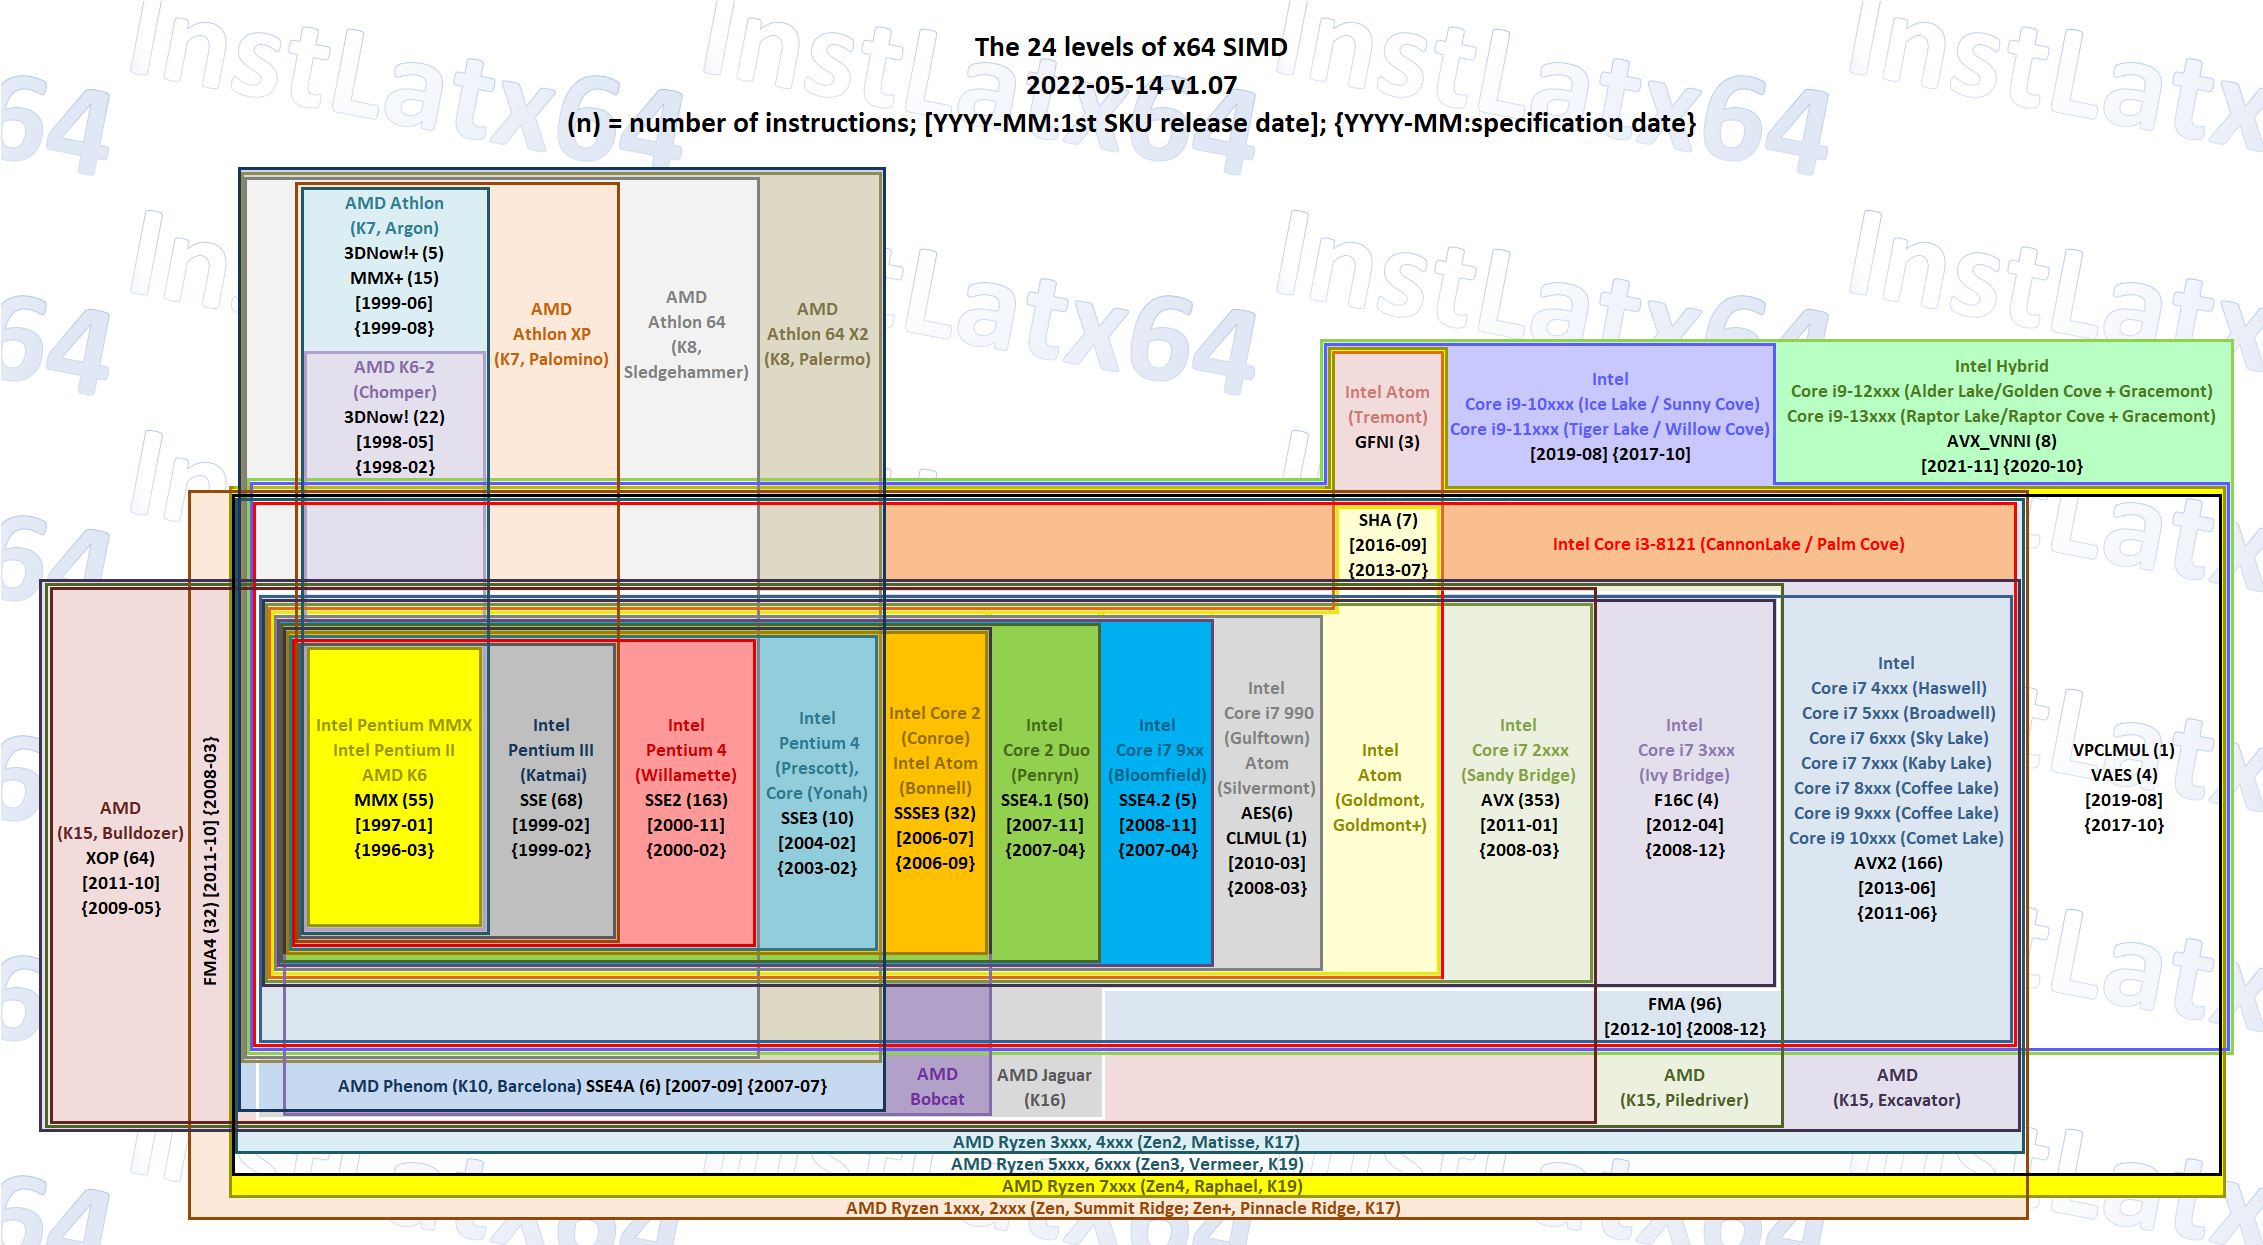 The 24 levels of x64 SIMD
2022-05-14 v1.07
(n) = number of instructions; [YYYY-MM:1st SKU release date]; {YYYY-MM:specification date}
AMD Athlon
(K7, Argon)
3DNow!+ (5)
MMX+ (15)
[1999-06]
{1999-08}
AMD K6-2
(Chomper)
3DNow! (22)
[1998-05]
{1998-02}
AMD
Athlon XP
(K7, Palomino)
AMD
Athlon 64
(K8,
Sledgehammer)
AMD
Athlon 64 X2
(K8, Palermo)
Intel Atom
(Tremont)
GFNI (3)
Intel
Core i9-10xxx (Ice Lake / Sunny Cove)
Core i9-11xxx (Tiger Lake / Willow Cove)
[2019-08] {2017-10]
Intel Hybrid
Core i9-12xxx (Alder Lake/Golden Cove + Gracemont)
Core i9-13xxx (Raptor Lake/Raptor Cove + Gracemont)
AVX_VNNI (8)
[2021-11] {2020-10}
SHA (7)
[2016-09]
{2013-07}
Intel Core i3-8121 (CannonLake / Palm Cove)
AMD
(K15, Bulldozer)
XOP (64)
[2011-10]
{2009-05}
FMA4 (32) [2011-10] {2008-03}
Intel Pentium MMX
Intel Pentium II
AMD K6
MMX (55)
[1997-01]
{1996-03}
Intel
Pentium III
(Katmai)
SSE (68)
[1999-02]
{1999-02}
Intel
Pentium 4
(Willamette)
SSE2 (163)
[2000-11]
{2000-02}
Intel
Pentium 4
(Prescott),
Core (Yonah)
SSE3 (10)
[2004-02]
{2003-02}
Intel Core 2
(Conroe)
Intel Atom
(Bonnell)
SSSE3 (32)
[2006-07]
{2006-09}
Intel
Core 2 Duo
(Penryn)
SSE4.1 (50)
[2007-11]
{2007-04}
Intel
Core i7 9xx
(Bloomfield)
SSE4.2 (5)
[2008-11]
{2007-04}
Intel
Core i7 990
(Gulftown)
Atom
(Silvermont)
AES(6)
CLMUL (1)
[2010-03]
{2008-03}
Intel
Atom
(Goldmont,
Goldmont+)
Intel
Core i7 2xxx
(Sandy Bridge)
AVX (353)
[2011-01]
{2008-03}
Intel
Core i7 3xxx
(Ivy Bridge)
F16C (4)
[2012-04]
{2008-12}
Intel
Core i7 4xxx (Haswell)
Core i7 5xxx (Broadwell)
Core i7 6xxx (Sky Lake)
Core i7 7xxx (Kaby Lake)
Core i7 8xxx (Coffee Lake)
Core i9 9xxx (Coffee Lake)
Core i9 10xxx (Comet Lake)
AVX2 (166)
[2013-06]
{2011-06}
VPCLMUL (1)
VAES (4)
[2019-08]
{2017-10}
FMA (96)
[2012-10] {2008-12}
AMD Phenom (K10, Barcelona) SSE4A (6) [2007-09] {2007-07}
AMD
Bobcat
AMD Jaguar
(K16)
AMD
(K15, Piledriver)
AMD
(K15, Excavator)
AMD Ryzen 3xxx, 4xxx (Zen2, Matisse, K17)
AMD Ryzen 5xxx, 6xxx (Zen3, Vermeer, K19)
AMD Ryzen 7xxx (Zen4, Raphael, K19)
AMD Ryzen 1xxx, 2xxx (Zen, Summit Ridge; Zen+, Pinnacle Ridge, K17)
InstLatx64